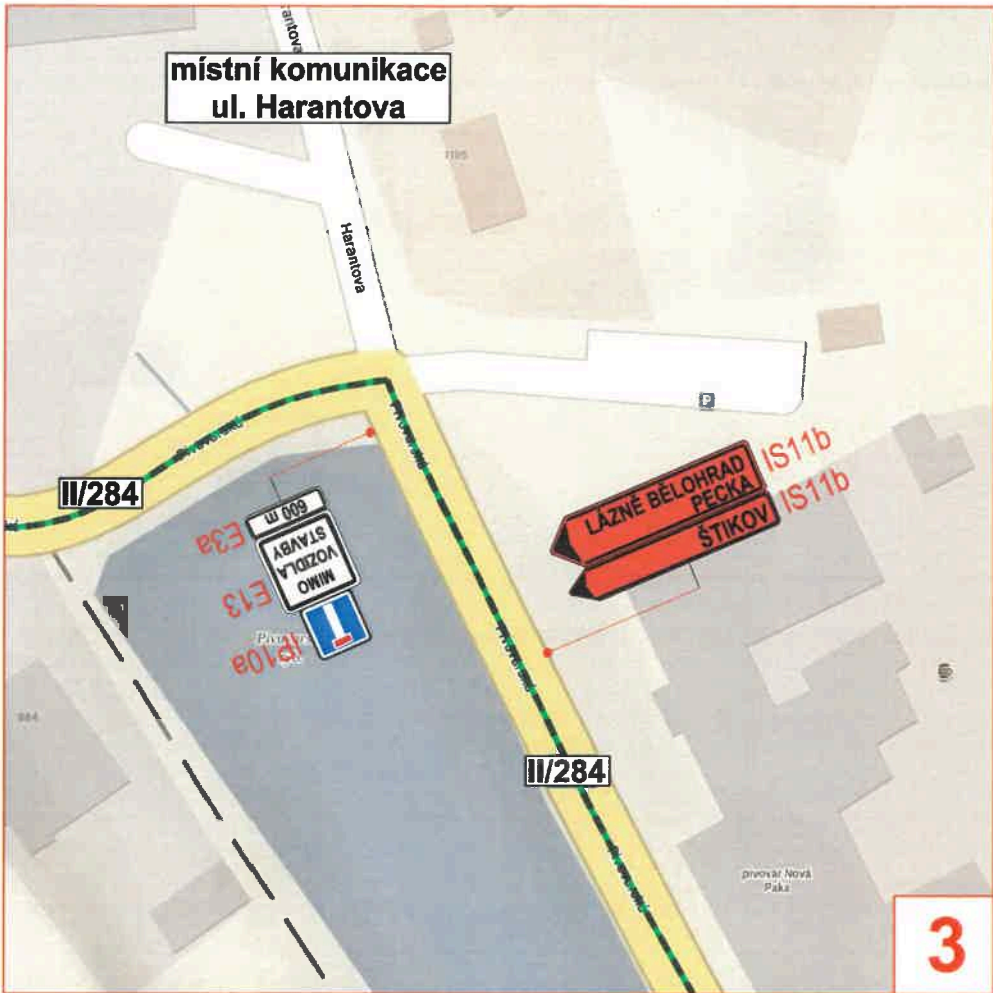 místní komunikace
ul. Harantova
1195
Harantova
P
II/284
LÁZNĚ BĚLOHRAD
PECKA
IS11b
ŠTIKOV
IS11b
600 m
E3a
MIMO
VOZIDLA
STAVBY
E13
IP10a
II/284
pivovar Nová
Paka
3